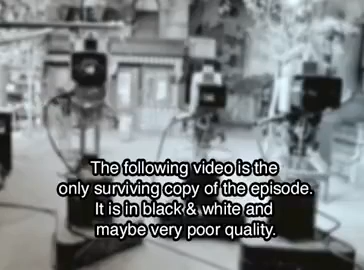 The following video is the
only surviving copy of the episode.
It is in black & white and
maybe very poor quality.